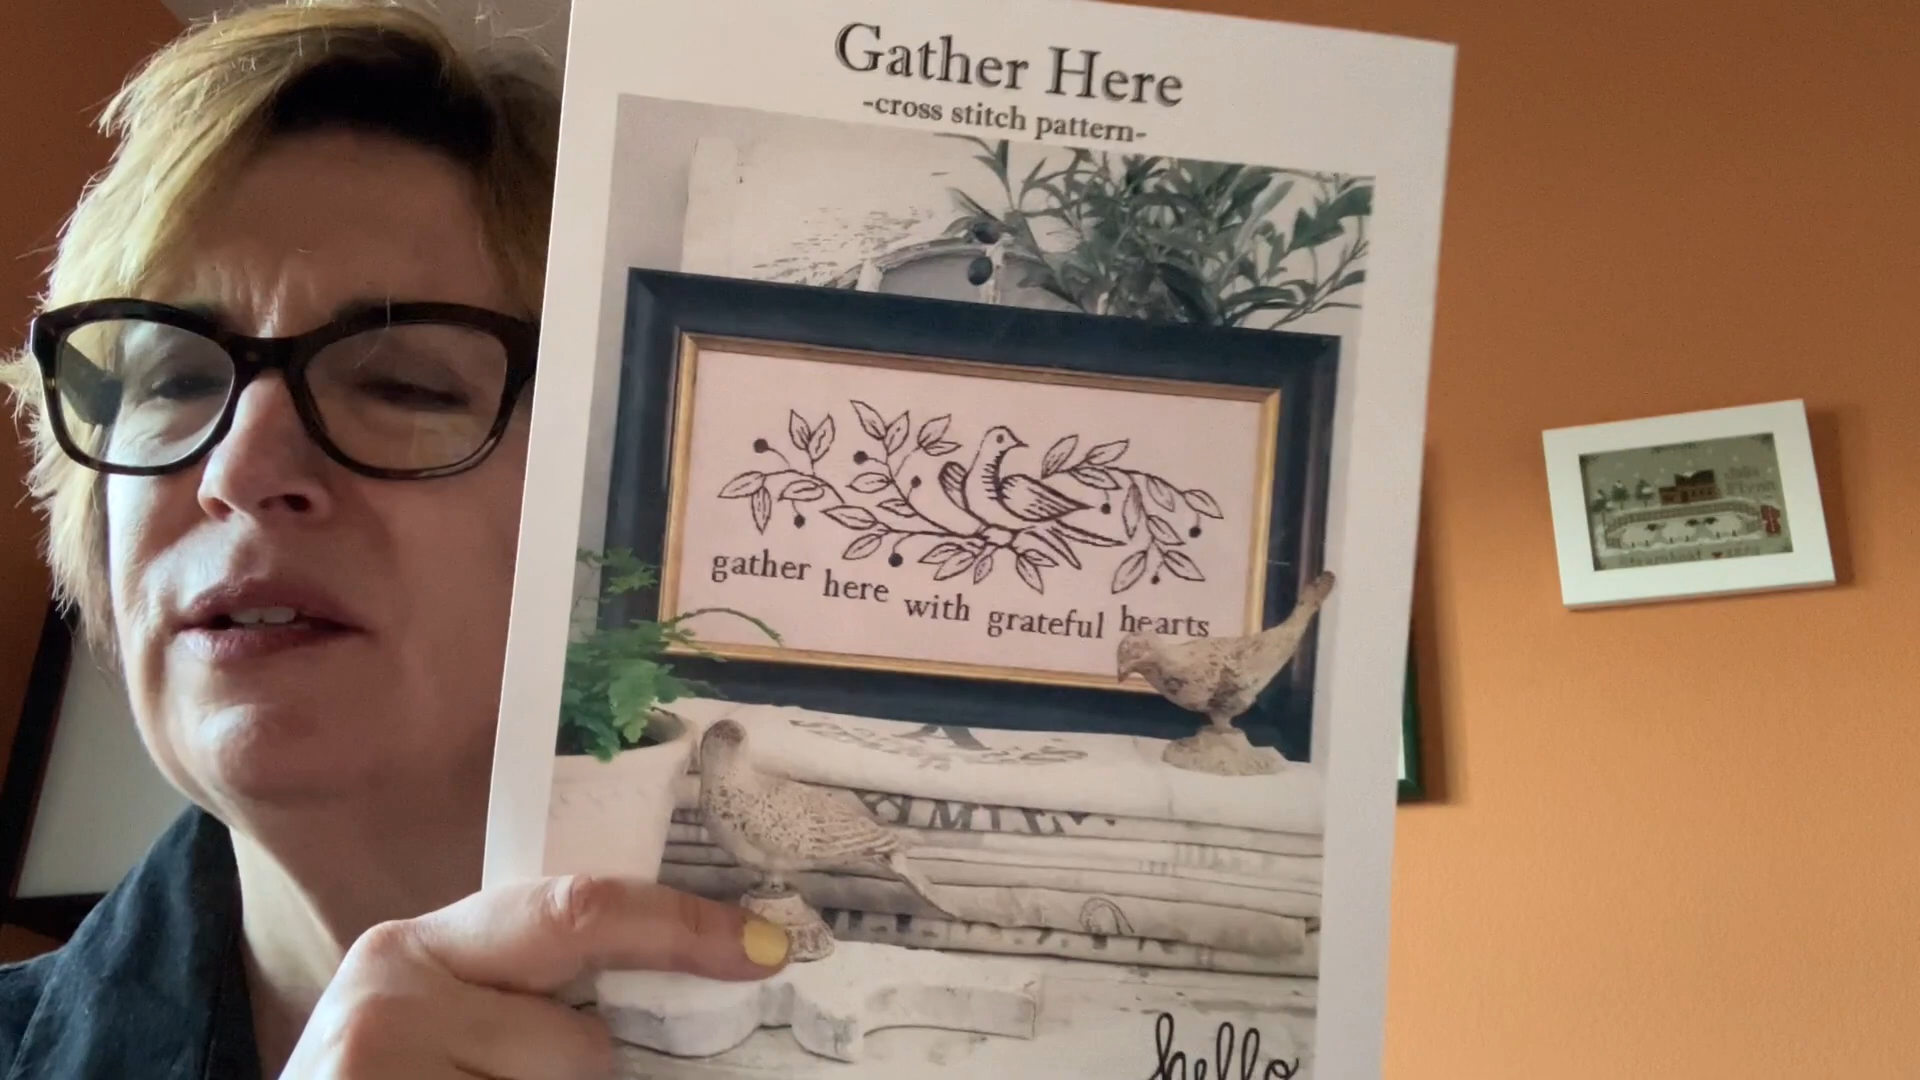 Gather Here
-cross stitch pattern-
gather here with grateful hearts
hello